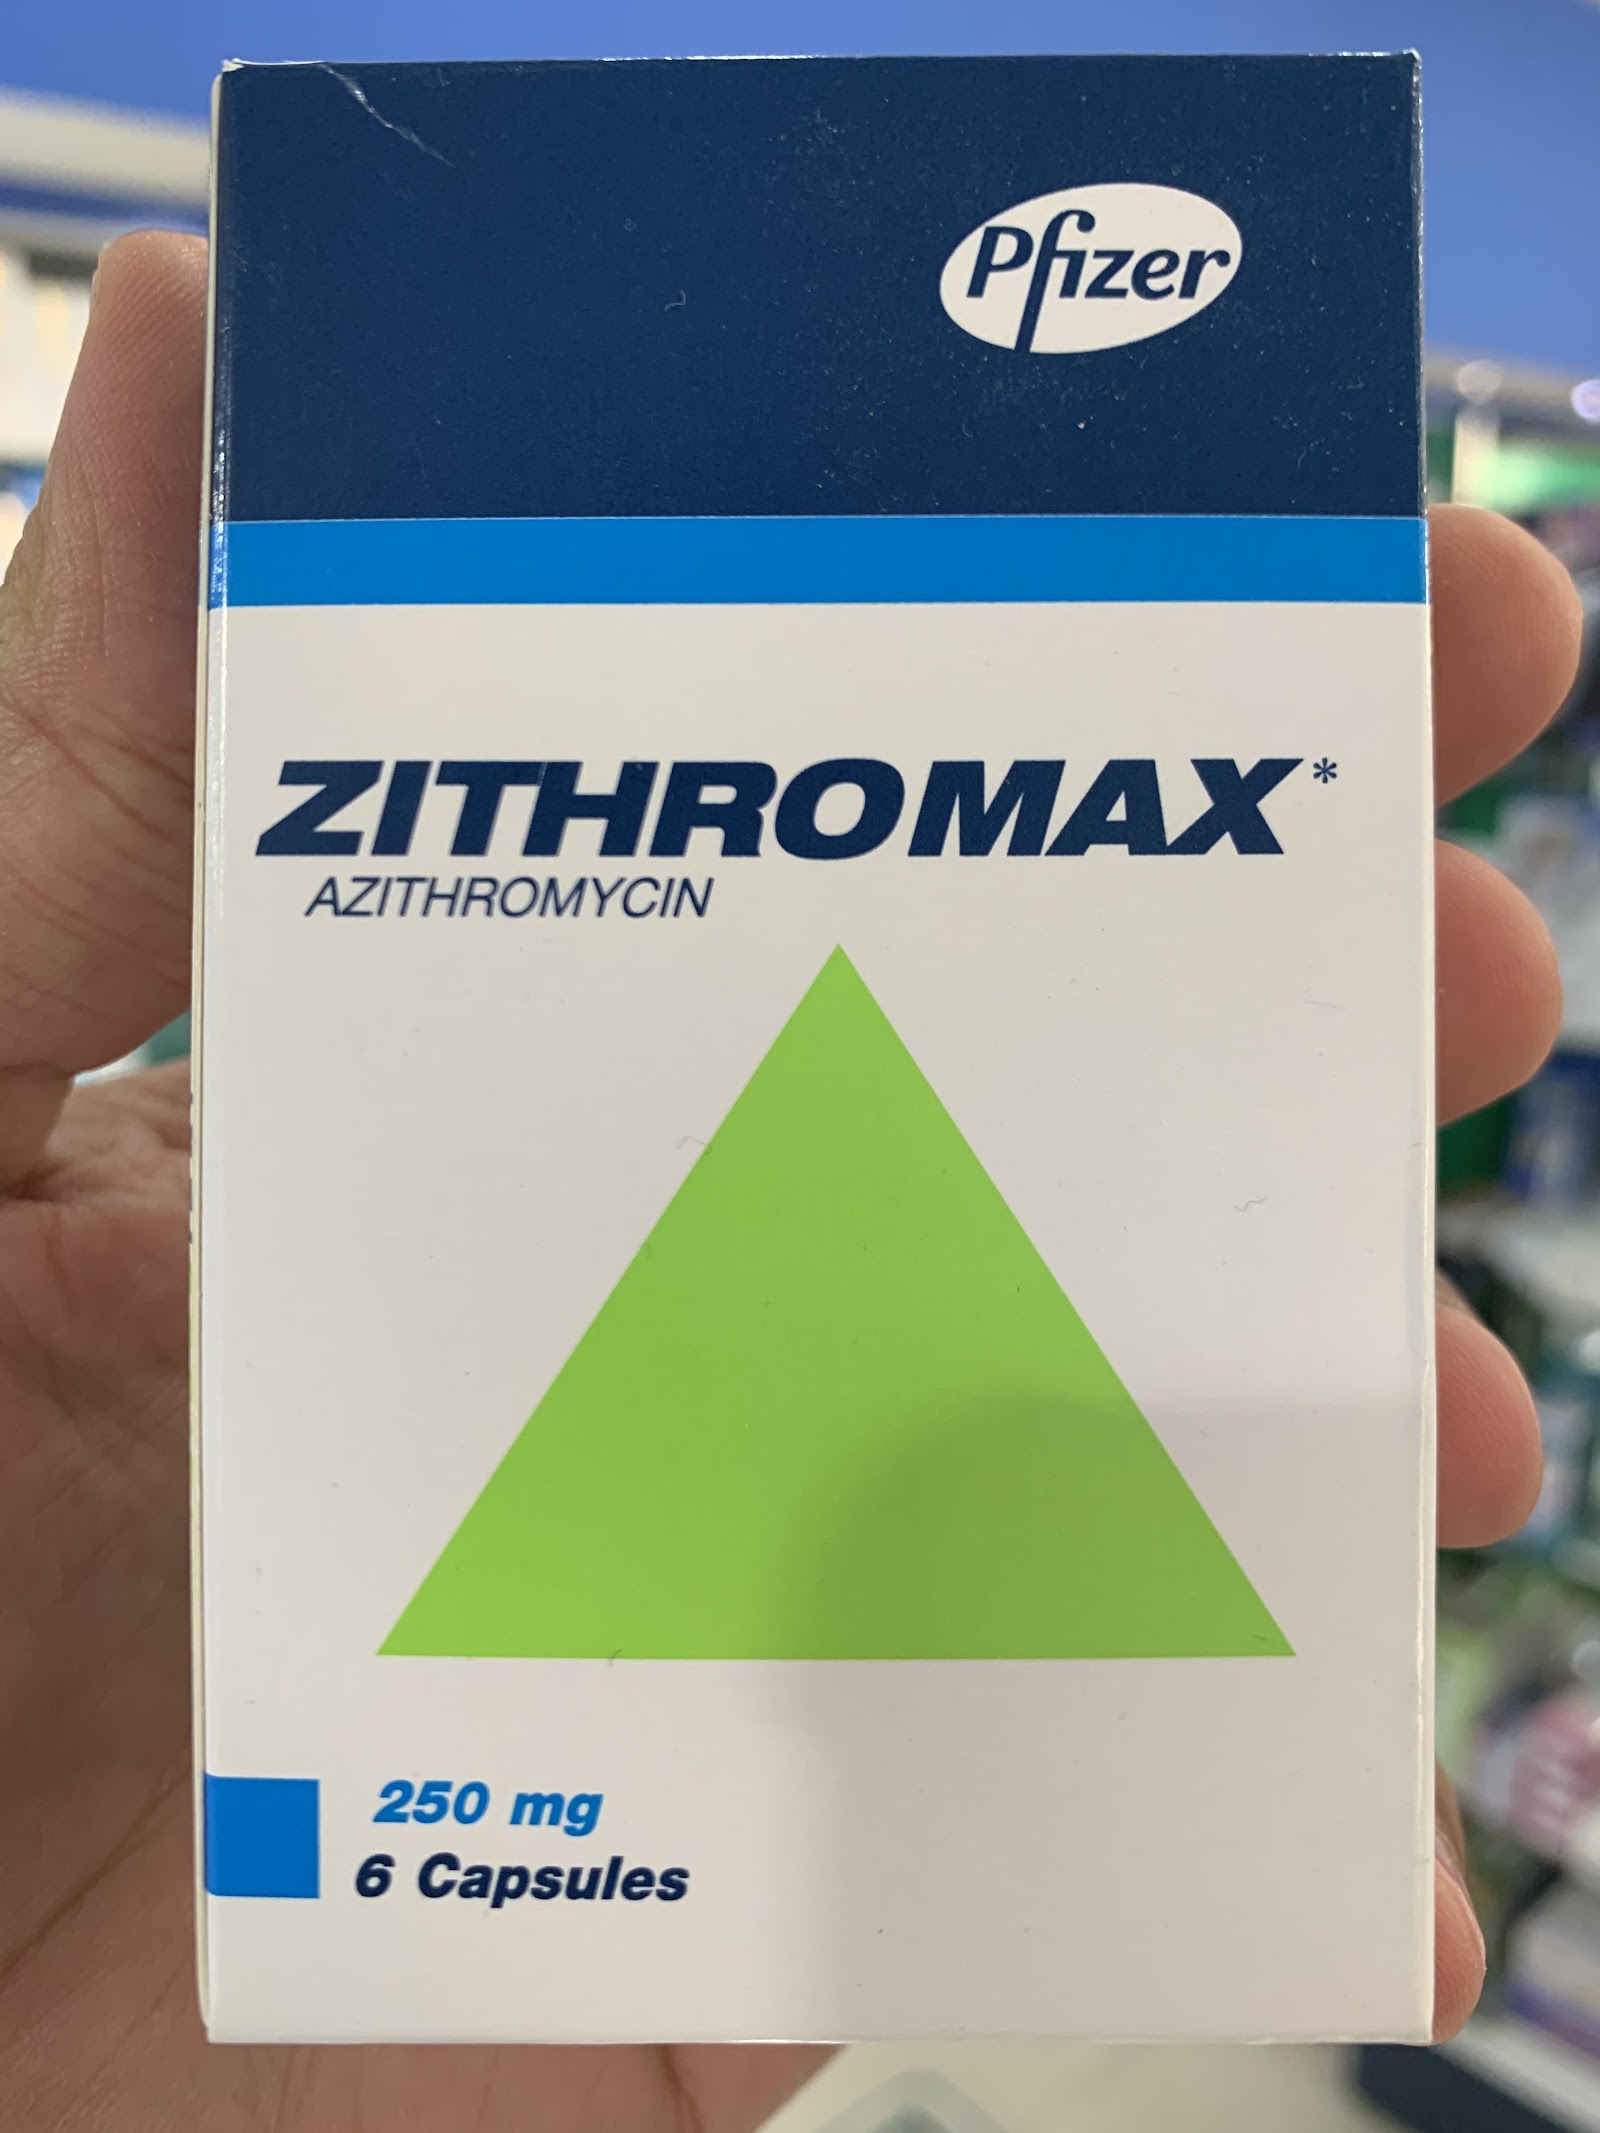 Pfizer
ZITHROMAX*
AZITHROMYCIN
250 mg
6 Capsules